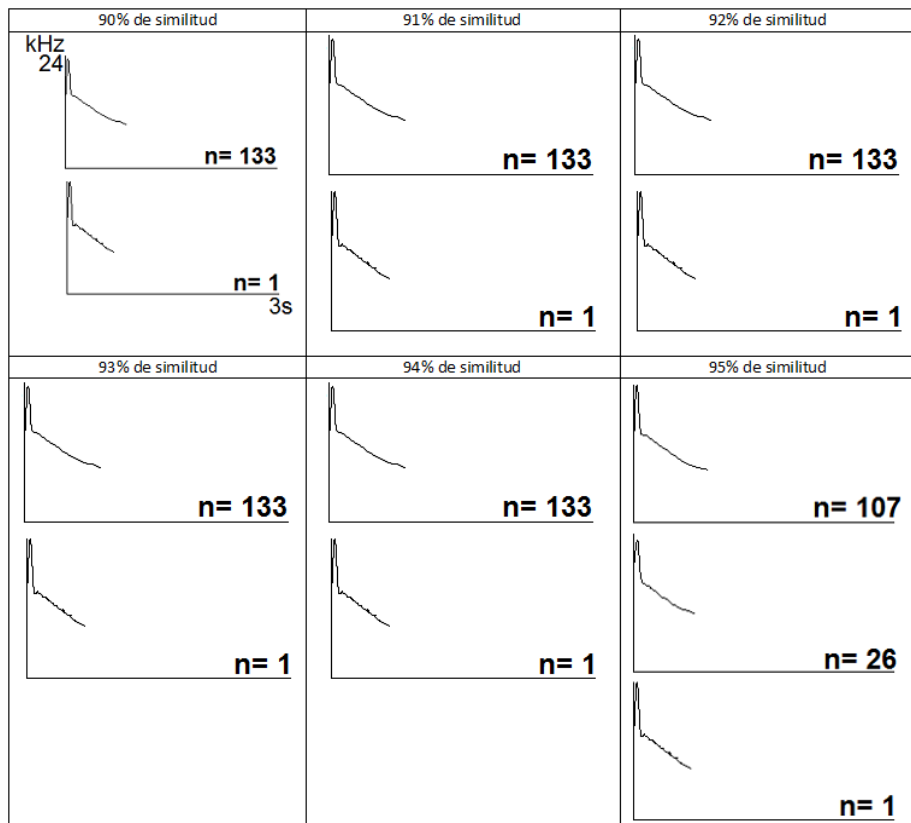 90% de similitud
91% de similitud
92% de similitud
kHz
24
n= 133
n= 1
3s
n= 133
n= 1
n= 133
n= 1
93% de similitud
94% de similitud
95% de similitud
n= 133
n= 1
n= 133
n= 1
n= 107
n= 26
n= 1